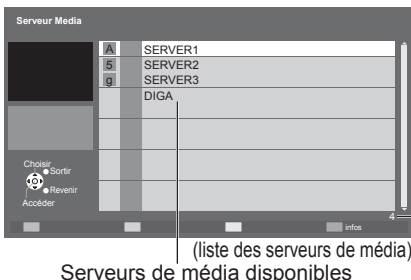 Serveur Media
A SERVER1
5 SERVER2
g SERVER3
DIGA
Choisir
Sortir
Revenir
Accéder
4
infos
(liste des serveurs de média)
Serveurs de média disponibles